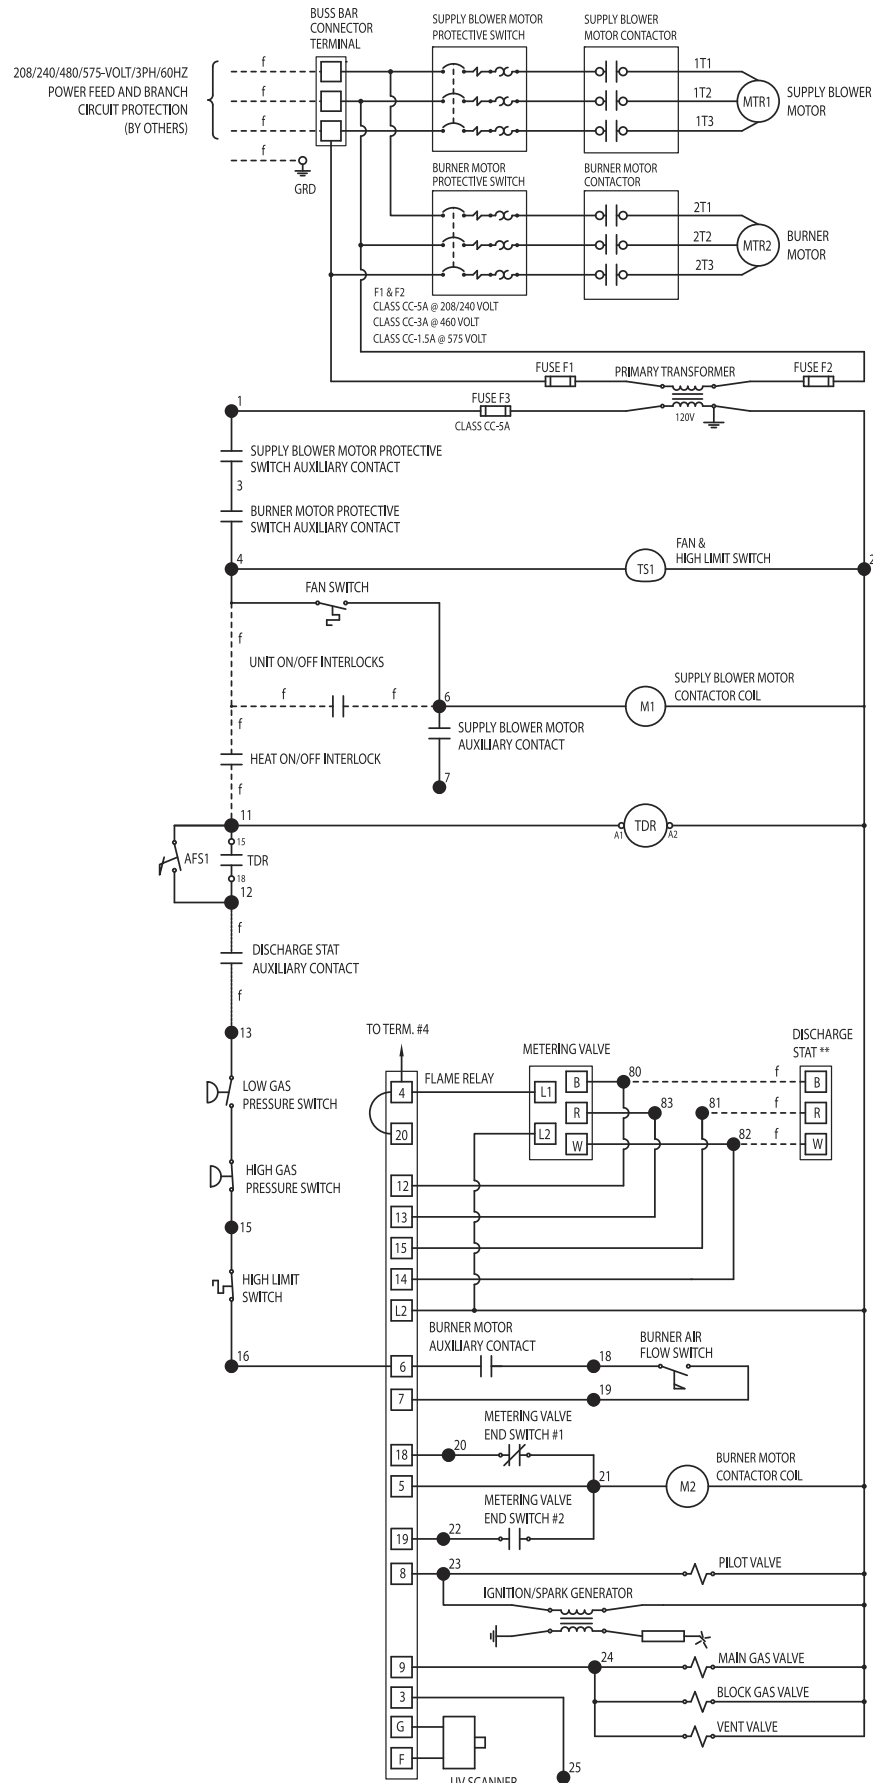 BUSS BAR
CONNECTOR
TERMINAL
SUPPLY BLOWER MOTOR
PROTECTIVE SWITCH
SUPPLY BLOWER
MOTOR CONTACTOR
208/240/480/575-VOLT/3PH/60HZ
POWER FEED AND BRANCH
CIRCUIT PROTECTION
(BY OTHERS)
f
f
f
f
GRD
1T1
1T2
1T3
MTR1
SUPPLY BLOWER
MOTOR
BURNER MOTOR
PROTECTIVE SWITCH
BURNER MOTOR
CONTACTOR
2T1
2T2
2T3
MTR2
BURNER
MOTOR
F1 & F2
CLASS CC-5A @ 208/240 VOLT
CLASS CC-3A @ 460 VOLT
CLASS CC-1.5A @ 575 VOLT
FUSE F1
PRIMARY TRANSFORMER
FUSE F2
1
FUSE F3
CLASS CC-5A
120V
SUPPLY BLOWER MOTOR PROTECTIVE
SWITCH AUXILIARY CONTACT
3
BURNER MOTOR PROTECTIVE
SWITCH AUXILIARY CONTACT
4
TS1
FAN &
HIGH LIMIT SWITCH
2
FAN SWITCH
f
UNIT ON/OFF INTERLOCKS
f
f
6
M1
SUPPLY BLOWER MOTOR
CONTACTOR COIL
f
SUPPLY BLOWER MOTOR
AUXILIARY CONTACT
HEAT ON/OFF INTERLOCK
7
f
11
A1
TDR
A2
15
AFS1
TDR
18
12
f
DISCHARGE STAT
AUXILIARY CONTACT
f
13
TO TERM. #4
METERING VALVE
DISCHARGE
STAT **
LOW GAS
PRESSURE SWITCH
4
FLAME RELAY
L1
B
80
f
B
R
83
81
f
R
20
L2
W
82
f
W
HIGH GAS
PRESSURE SWITCH
12
13
15
15
HIGH LIMIT
SWITCH
14
L2
BURNER MOTOR
AUXILIARY CONTACT
BURNER AIR
FLOW SWITCH
16
6
18
7
19
METERING VALVE
END SWITCH #1
18
20
5
21
M2
BURNER MOTOR
CONTACTOR COIL
METERING VALVE
END SWITCH #2
19
22
8
23
PILOT VALVE
IGNITION/SPARK GENERATOR
9
24
MAIN GAS VALVE
3
BLOCK GAS VALVE
G
VENT VALVE
F
25
UV SCANNER